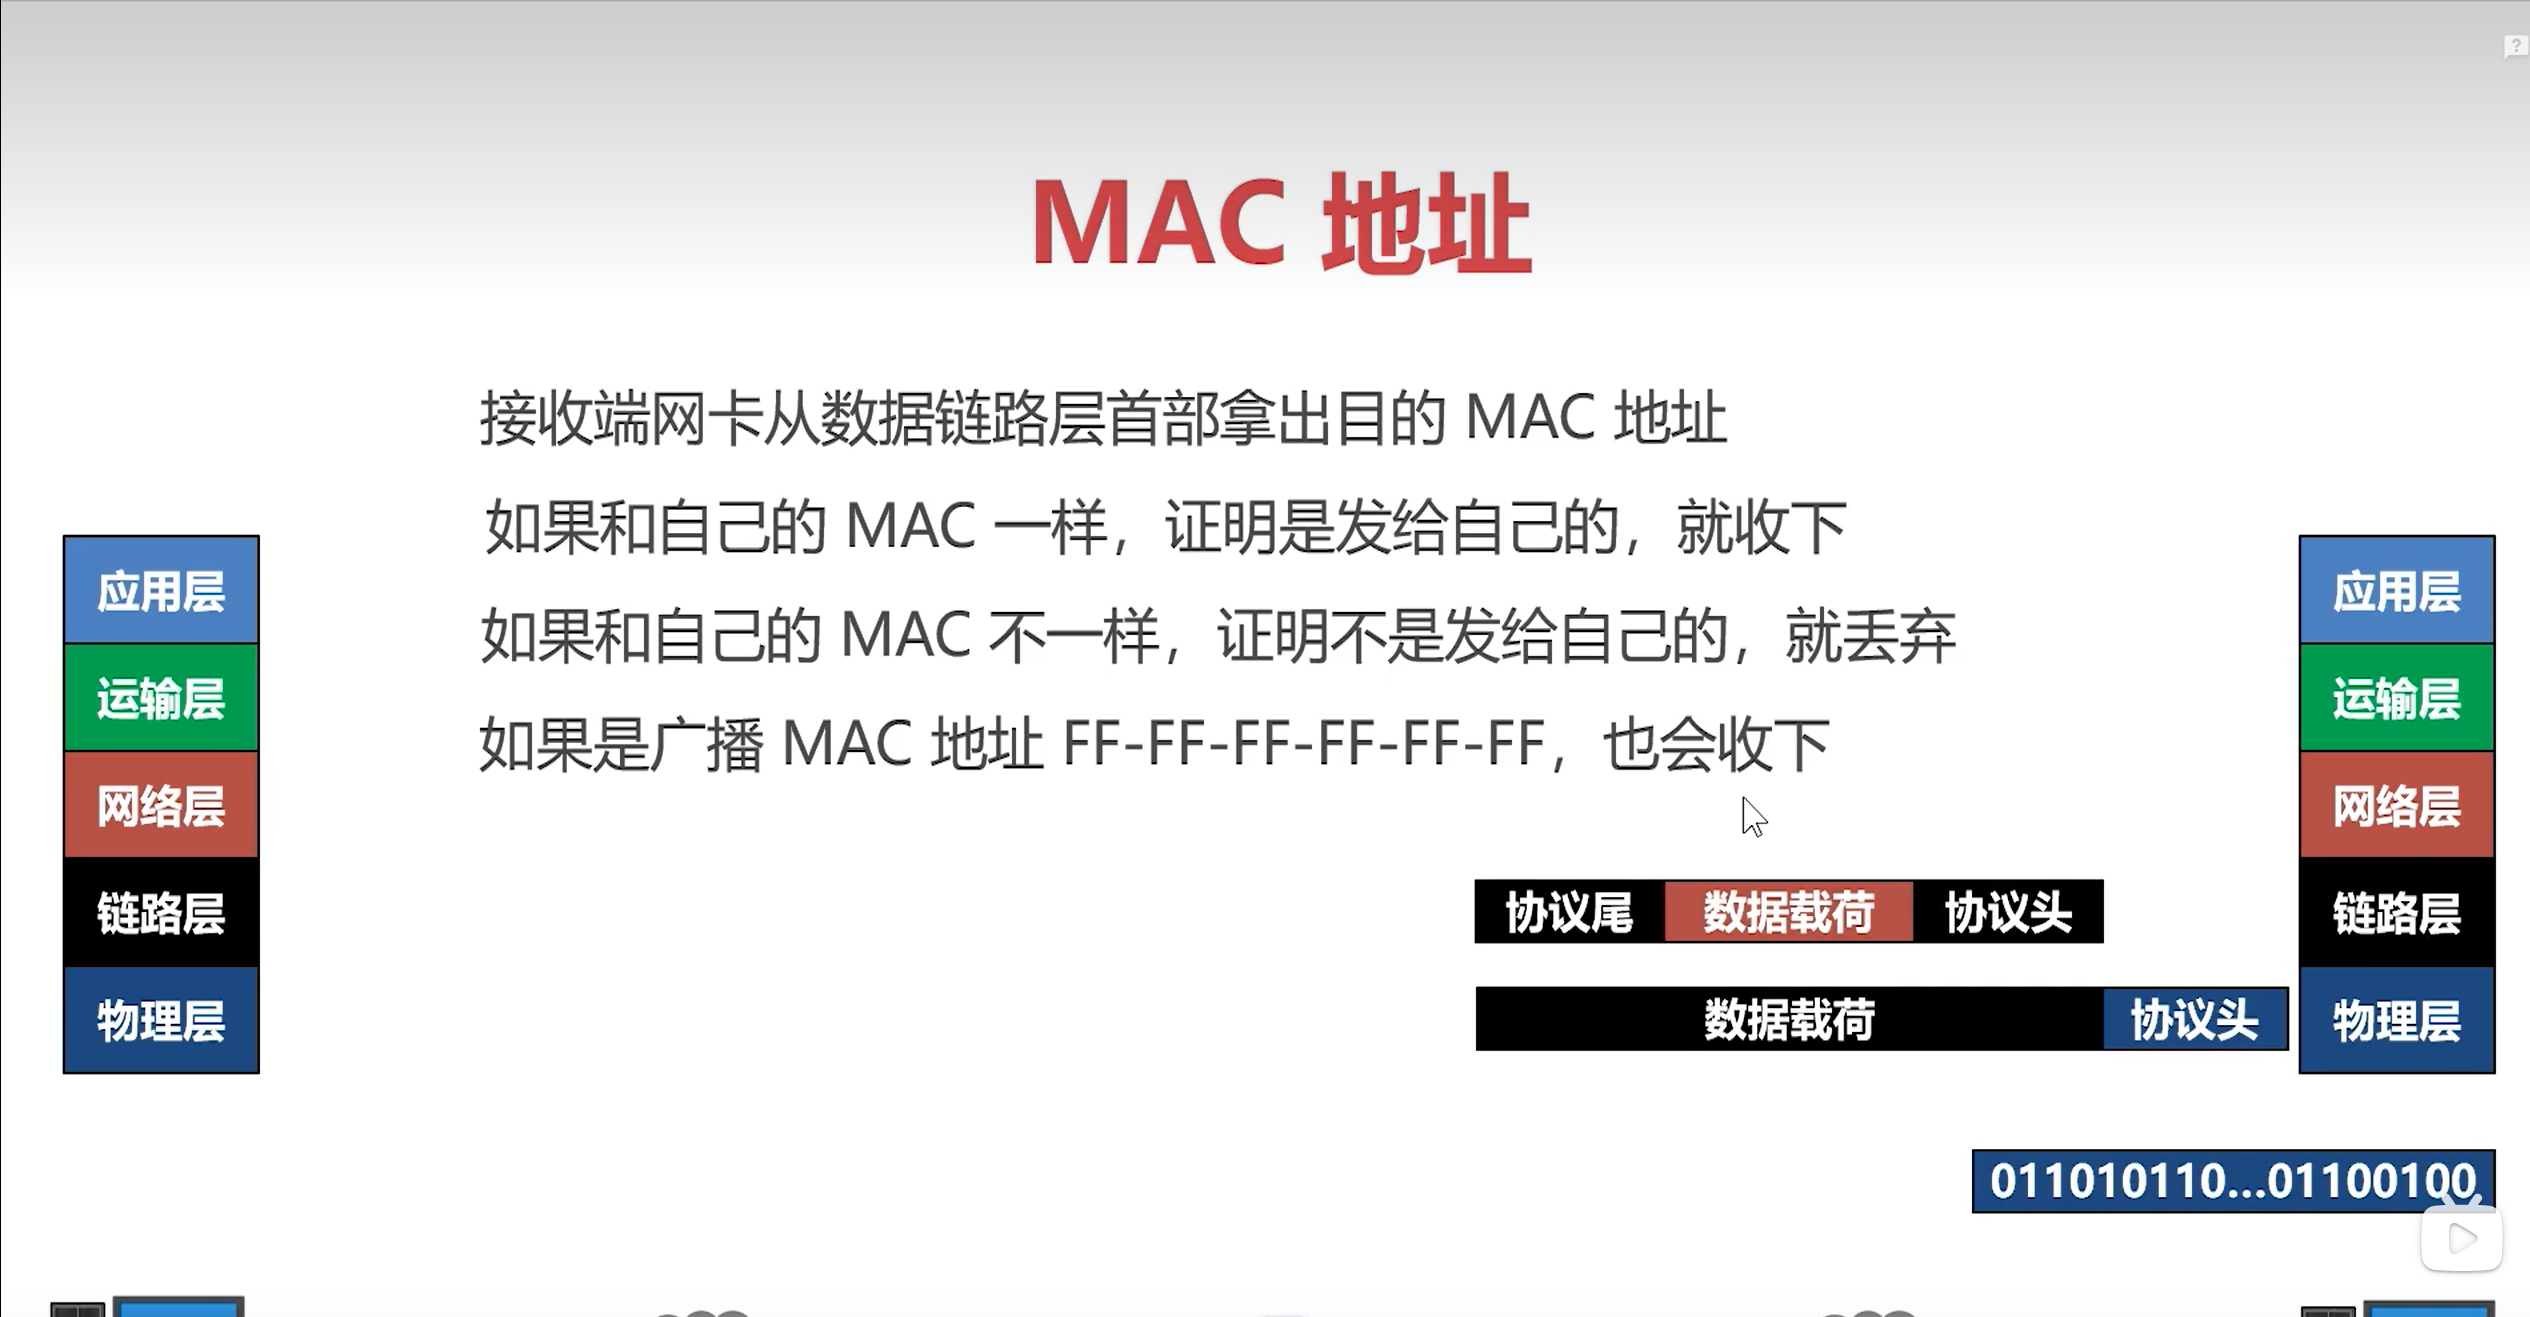 MAC 地址
接收端网卡从数据链路层首部拿出目的 MAC 地址
如果和自己的 MAC 一样，证明是发给自己的，就收下
如果和自己的 MAC 不一样，证明不是发给自己的，就丢弃
如果是广播 MAC 地址 FF-FF-FF-FF-FF-FF，也会收下
应用层
运输层
网络层
链路层
物理层
协议尾 数据载荷 协议头
数据载荷 协议头
应用层
运输层
网络层
链路层
物理层
011010110...01100100
?